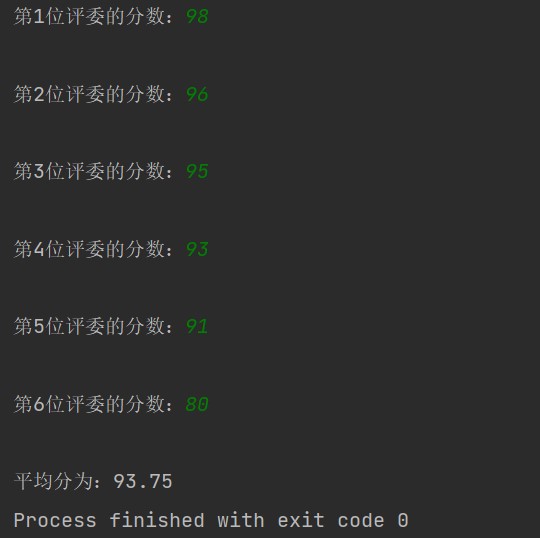 第1位评委的分数：98
第2位评委的分数：96
第3位评委的分数：95
第4位评委的分数：93
第5位评委的分数：91
第6位评委的分数：80
平均分为：93.75
Process finished with exit code 0